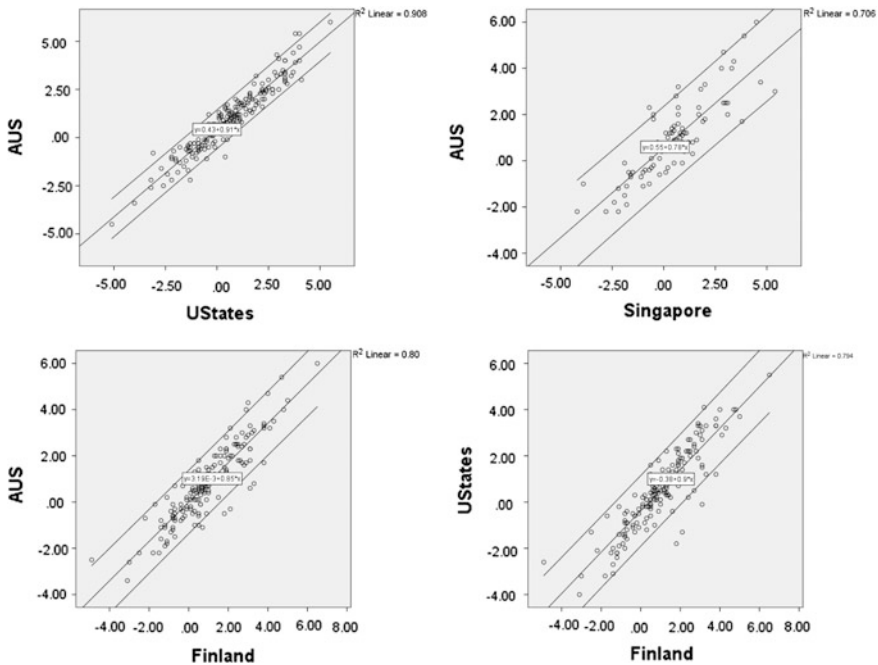 R² Linear = 0.908
5.00
2.50
.00
-2.50
-5.00
AUS
y=0.43+0.91*x
-5.00 -2.50 .00 2.50 5.00
UStates
R² Linear = 0.706
6.00
4.00
2.00
.00
-2.00
-4.00
AUS
y=0.55+0.78*x
-5.00 -2.50 .00 2.50 5.00
Singapore
R² Linear = 0.80
6.00
4.00
2.00
.00
-2.00
-4.00
AUS
y=3.19E-3+0.85*x
-4.00 -2.00 .00 2.00 4.00 6.00 8.00
Finland
R² Linear = 0.794
6.00
4.00
2.00
.00
-2.00
-4.00
UStates
y=-0.38+0.9*x
-4.00 -2.00 .00 2.00 4.00 6.00 8.00
Finland